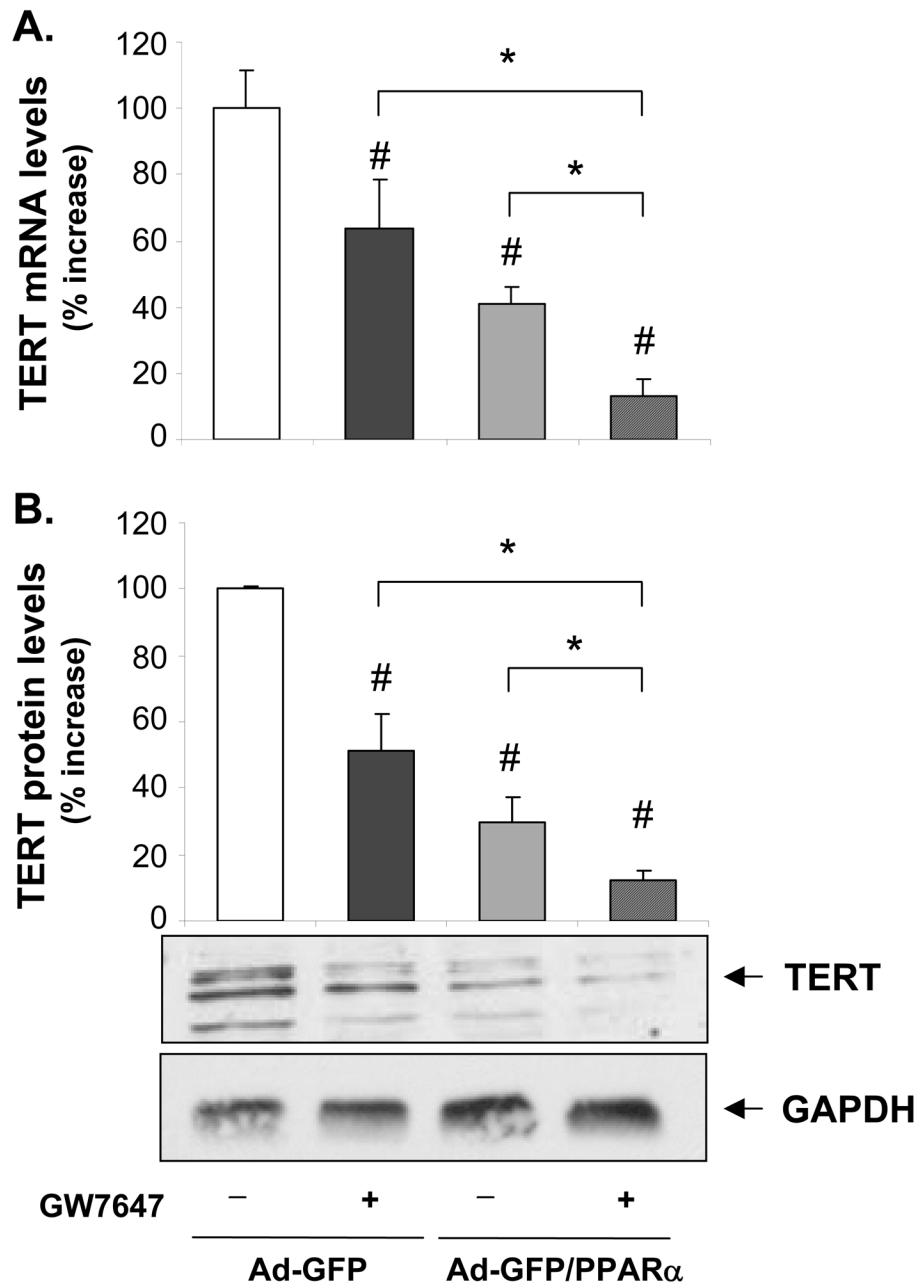 A.
TERT mRNA levels
(% increase)
120
100
80
60
40
20
0
*
*
#
#
#
B.
TERT protein levels
(% increase)
120
100
80
60
40
20
0
*
*
#
#
#
TERT
GAPDH
GW7647 – + – +
Ad-GFP Ad-GFP/PPARα